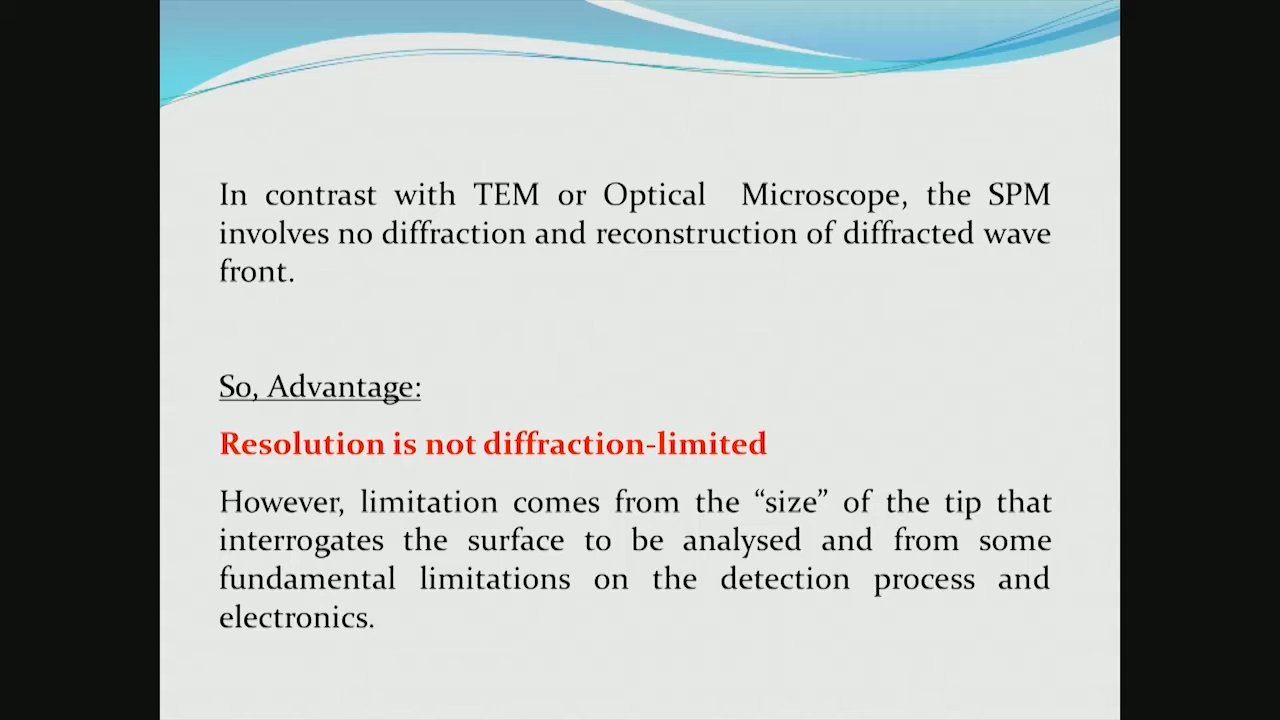 In contrast with TEM or Optical Microscope, the SPM
involves no diffraction and reconstruction of diffracted wave
front.
So, Advantage:
Resolution is not diffraction-limited
However, limitation comes from the “size” of the tip that
interrogates the surface to be analysed and from some
fundamental limitations on the detection process and
electronics.